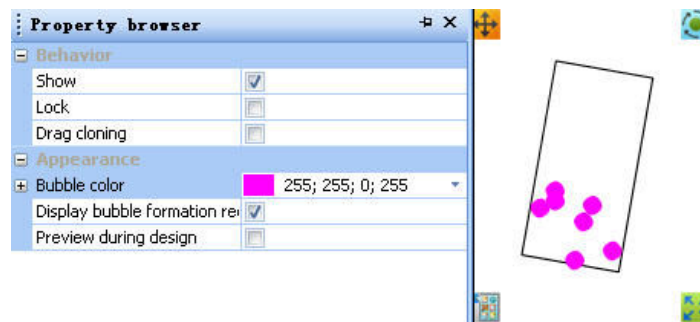 Property browser
Behavior
Show
Lock
Drag cloning
Appearance
Bubble color 255; 255; 0; 255
Display bubble formation re
Preview during design